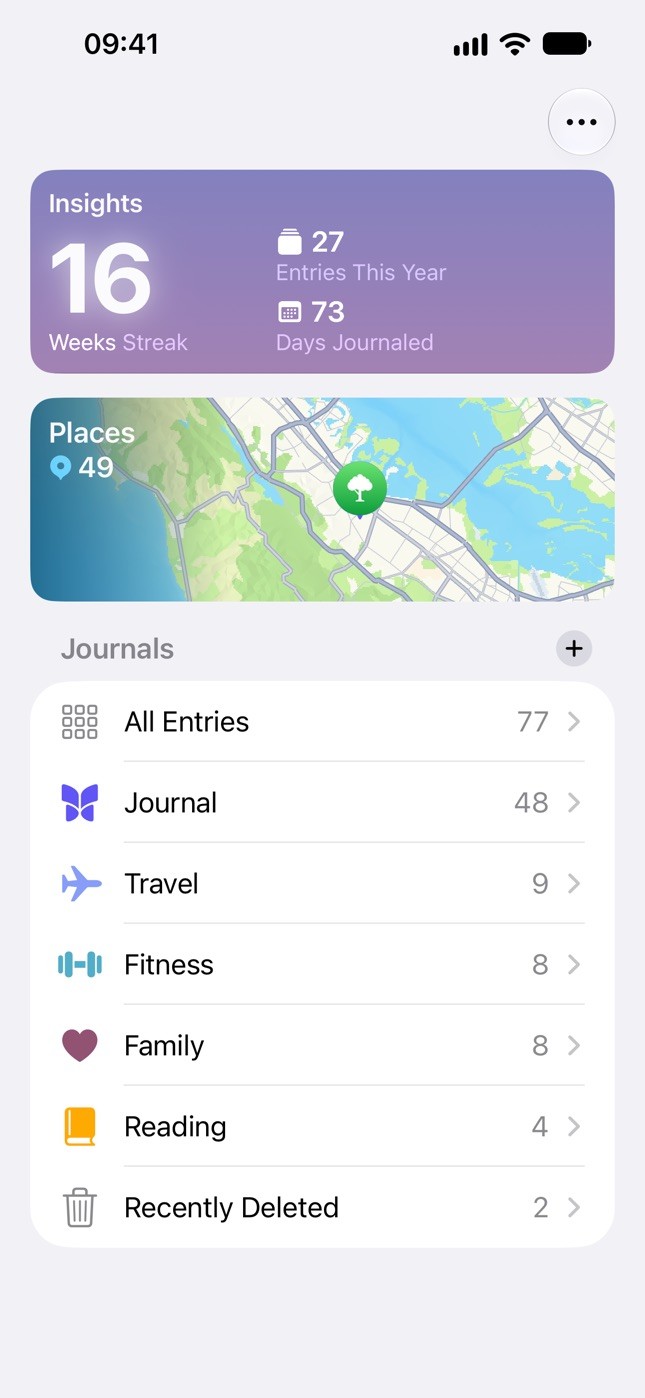 09:41
Insights
16
Weeks Streak
27
Entries This Year
73
Days Journaled
Places
49
Journals
All Entries 77
Journal 48
Travel 9
Fitness 8
Family 8
Reading 4
Recently Deleted 2